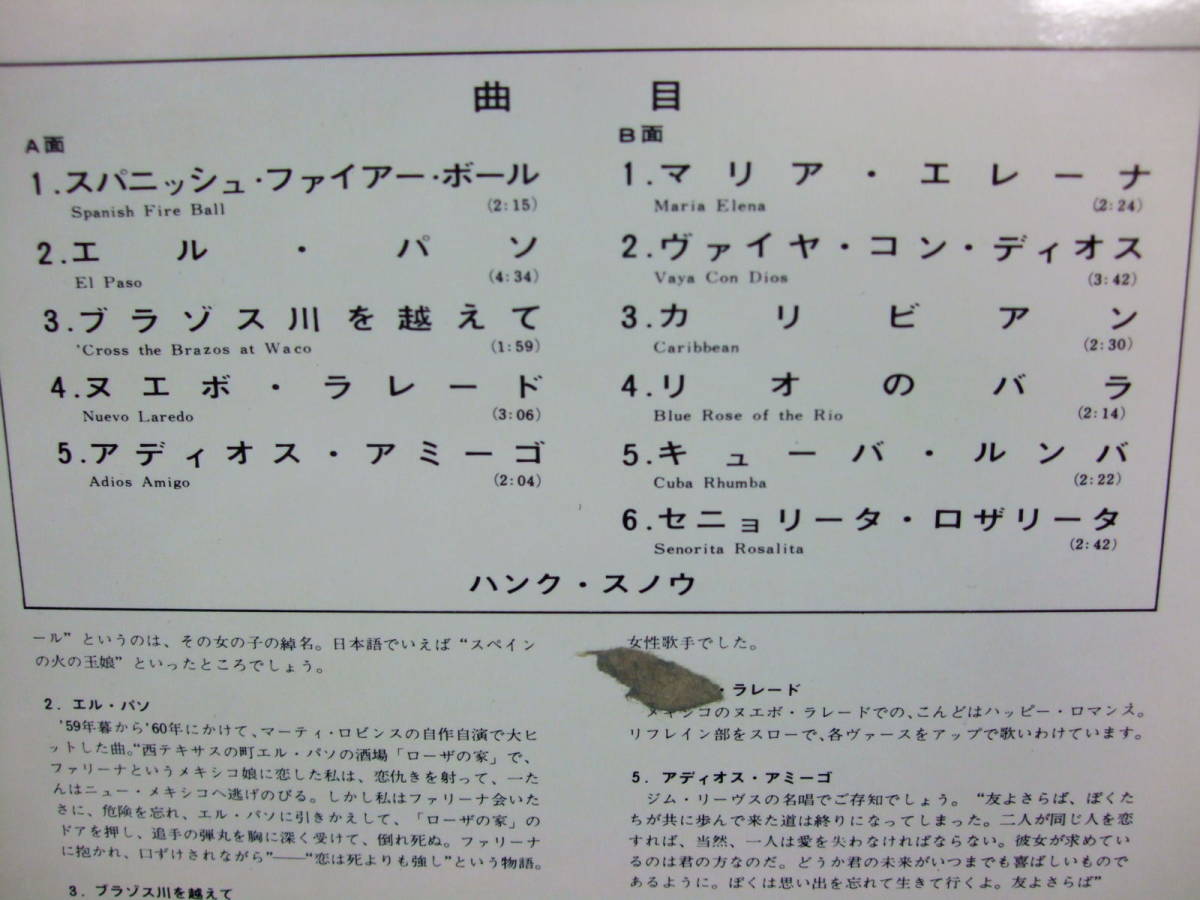 曲 目
A面
1.スパニッシュ・ファイアー・ボール
Spanish Fire Ball (2:15)
2.エル・パソ
El Paso (4:34)
3.ブラゾス川を越えて
'Cross the Brazos at Waco (1:59)
4.ヌエボ・ラレード
Nuevo Laredo (3:06)
5.アディオス・アミーゴ
Adios Amigo (2:04)
B面
1.マリア・エレーナ
Maria Elena (2:24)
2.ヴァイヤ・コン・ディオス
Vaya Con Dios (3:42)
3.カリビアン
Caribbean (2:30)
4.リオのバラ
Blue Rose of the Rio (2:14)
5.キューバ・ルンバ
Cuba Rhumba (2:22)
6.セニョリータ・ロザリータ
Senorita Rosalita (2:42)
ハンク・スノウ
ール”というのは、その女の子の綽名。日本語でいえば“スペイン
の火の玉娘”といったところでしょう。
2. エル・パソ
'59年暮から'60年にかけて、マーティ・ロビンスの自作自演で大ヒ
ットした曲。“西テキサスの町エル・パソの酒場「ローザの家」で、
ファリーナというメキシコ娘に恋した私は、恋仇きを射って、一た
んはニュー・メキシコへ逃げのびる。しかし私はファリーナ会いた
さに、危険を忘れ、エル・パソに引きかえして、「ローザの家」の
ドアを押し、追手の弾丸を胸に深く受けて、倒れ死ぬ。ファリーナ
に抱かれ、口ずけされながら”——“恋は死よりも強し”という物語。
3. ブラゾス川を越えて
女性歌手でした。
・ラレード
メキシコのヌエボ・ラレードでの、こんどはハッピー・ロマンス。
リフレイン部をスローで、各ヴァースをアップで歌いわけています。
5. アディオス・アミーゴ
ジム・リーヴスの名唱でご存知でしょう。“友よさらば、ぼくた
ちが共に歩んで来た道は終りになってしまった。二人が同じ人を恋
すれば、当然、一人は愛を失わなければならない。彼女が求めてい
るのは君の方なのだ。どうか君の未来がいつまでも喜ばしいもので
あるように。ぼくは思い出を忘れて生きて行くよ。友よさらば”